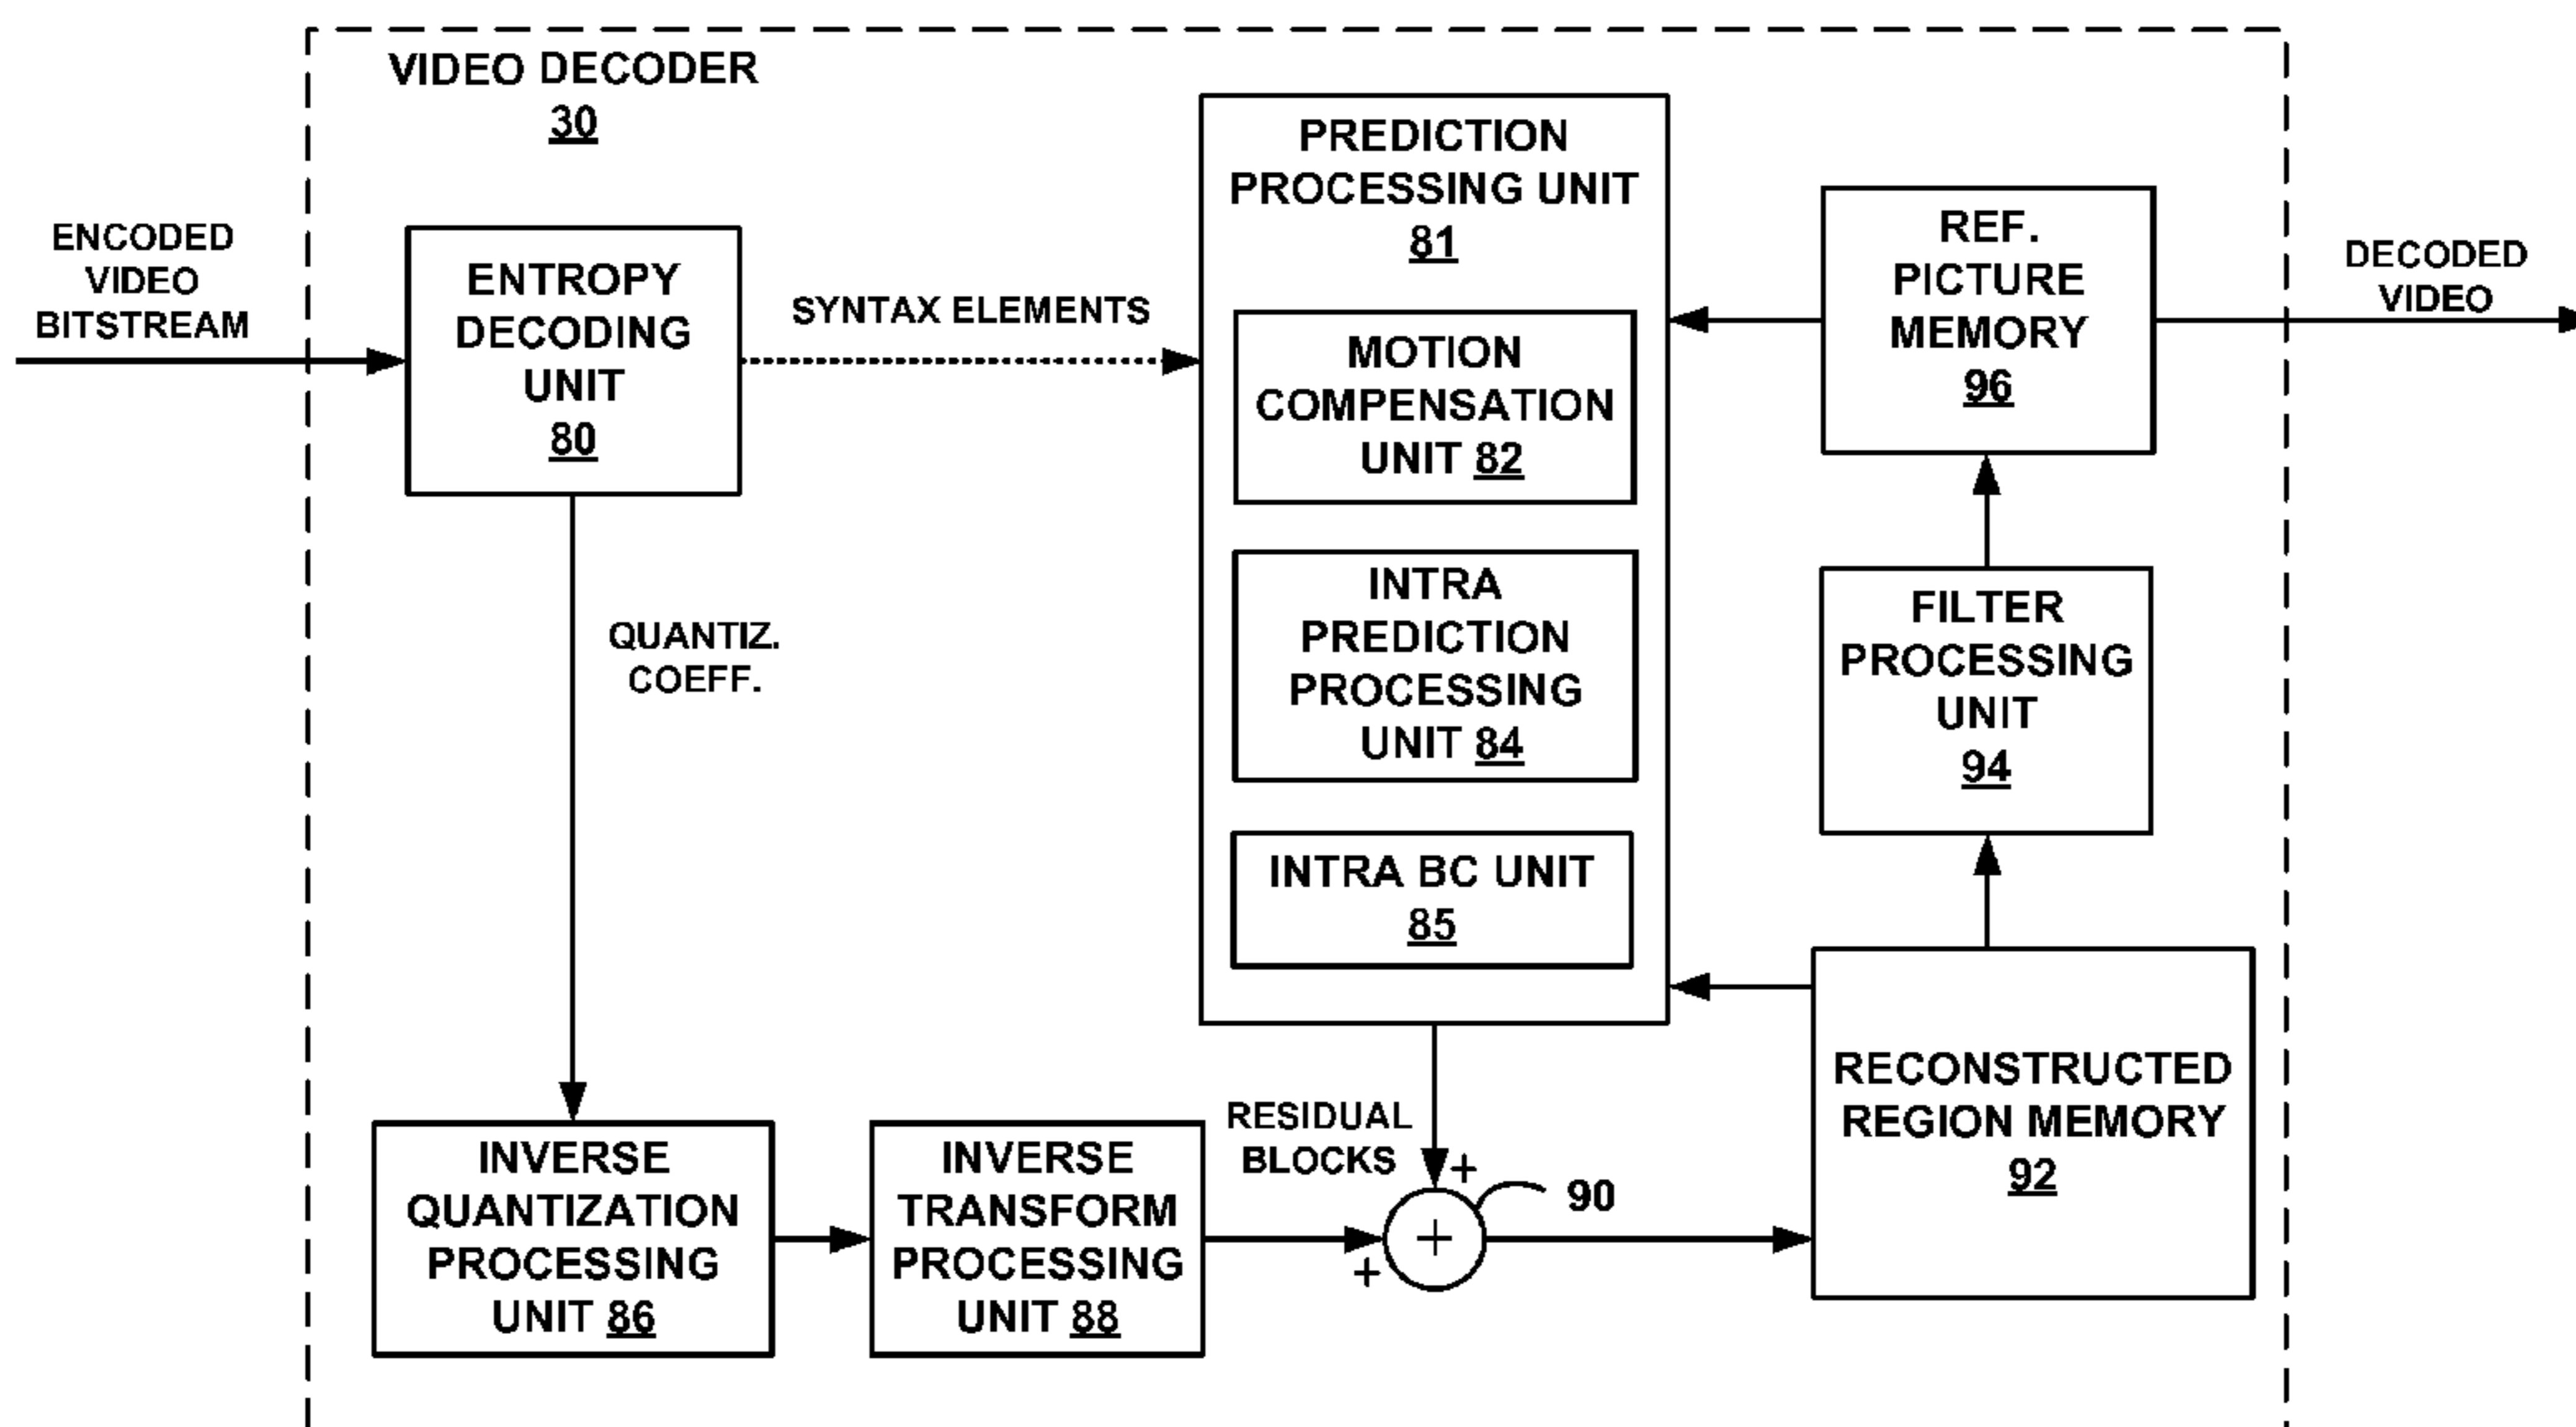 VIDEO DECODER
30
ENCODED
VIDEO
BITSTREAM
ENTROPY
DECODING
UNIT
80
SYNTAX ELEMENTS
QUANTIZ.
COEFF.
PREDICTION
PROCESSING UNIT
81
MOTION
COMPENSATION
UNIT 82
INTRA
PREDICTION
PROCESSING
UNIT 84
INTRA BC UNIT
85
REF.
PICTURE
MEMORY
96
DECODED
VIDEO
FILTER
PROCESSING
UNIT
94
RECONSTRUCTED
REGION MEMORY
92
INVERSE
QUANTIZATION
PROCESSING
UNIT 86
INVERSE
TRANSFORM
PROCESSING
UNIT 88
RESIDUAL
BLOCKS
+
+
+
90